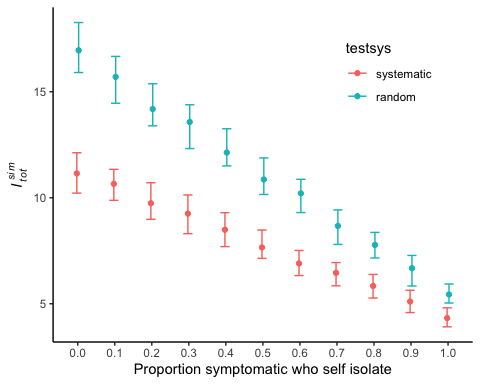 testsys
systematic
random
15
10
5
I sim tot
0.0 0.1 0.2 0.3 0.4 0.5 0.6 0.7 0.8 0.9 1.0
Proportion symptomatic who self isolate